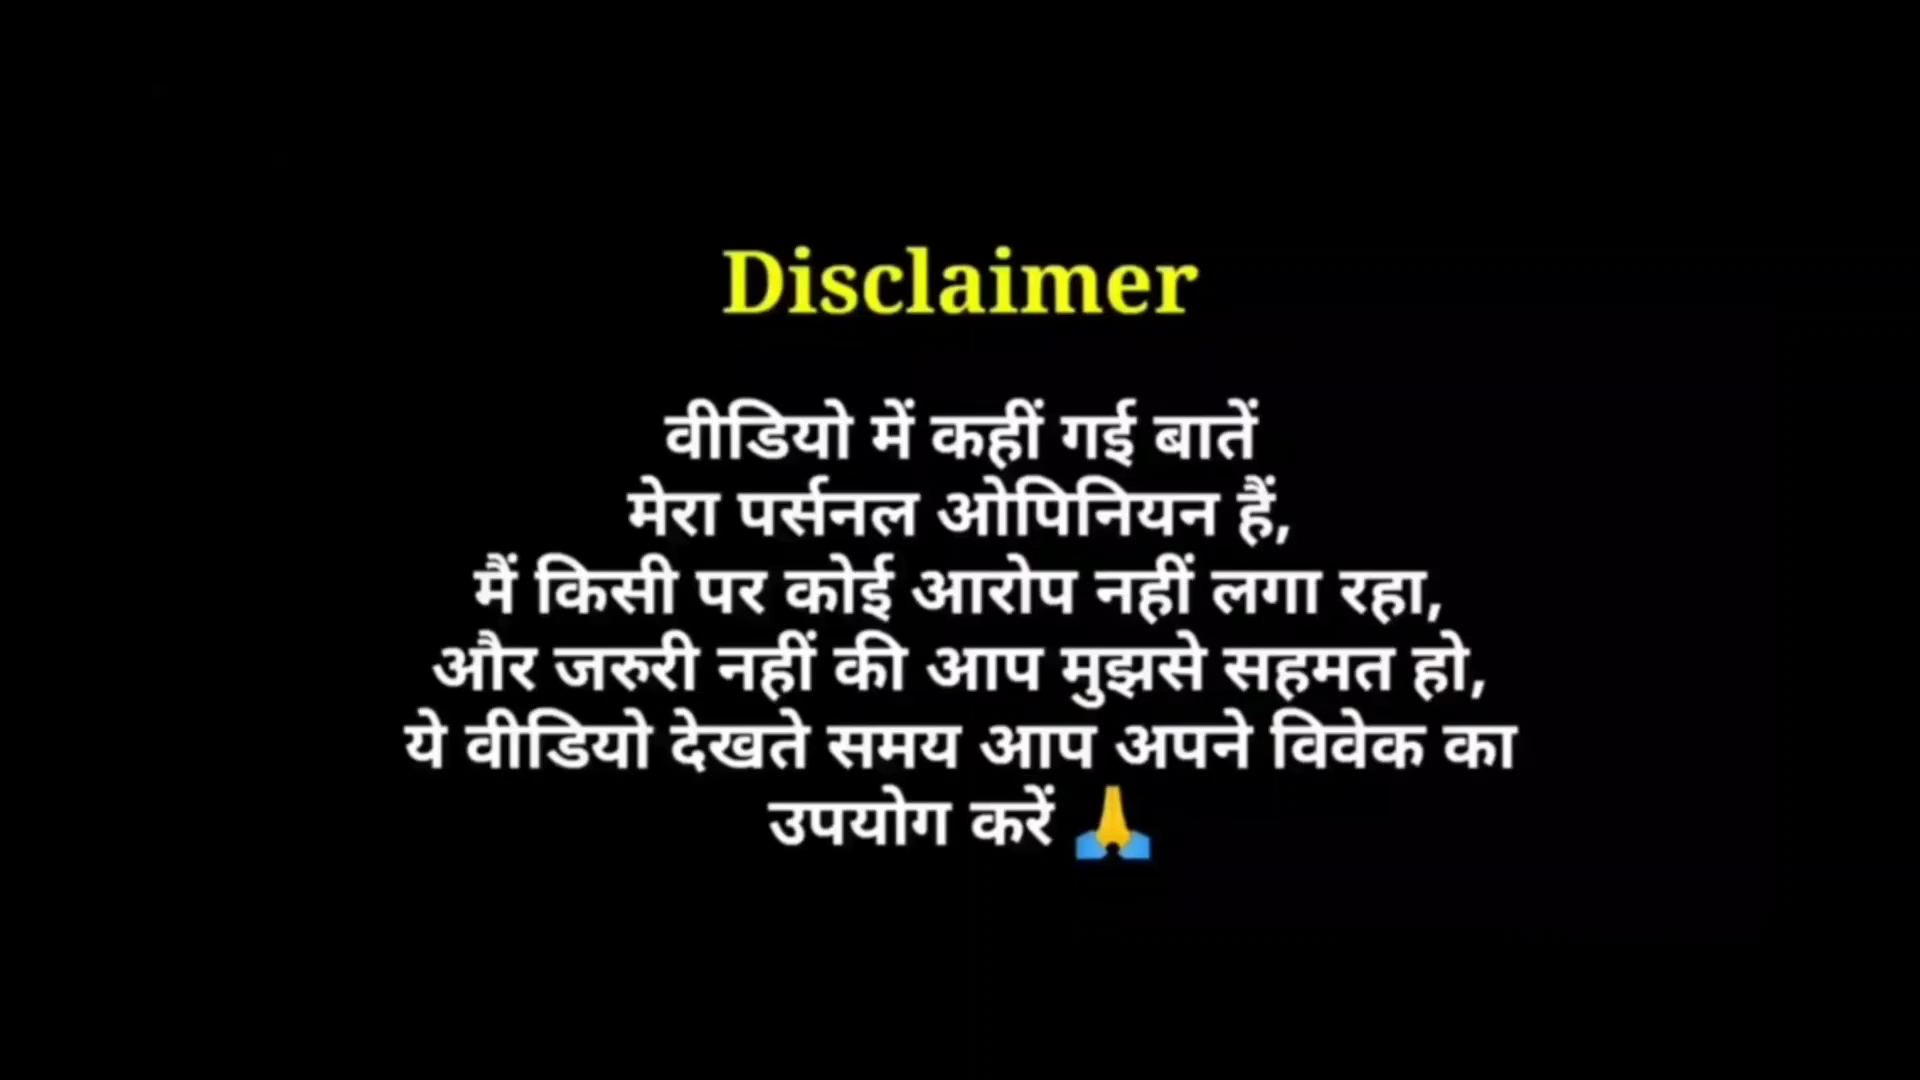 Disclaimer
वीडियो में कहीं गई बातें
मेरा पर्सनल ओपिनियन हैं,
मैं किसी पर कोई आरोप नहीं लगा रहा,
और जरुरी नहीं की आप मुझसे सहमत हो,
ये वीडियो देखते समय आप अपने विवेक का
उपयोग करें 🙏